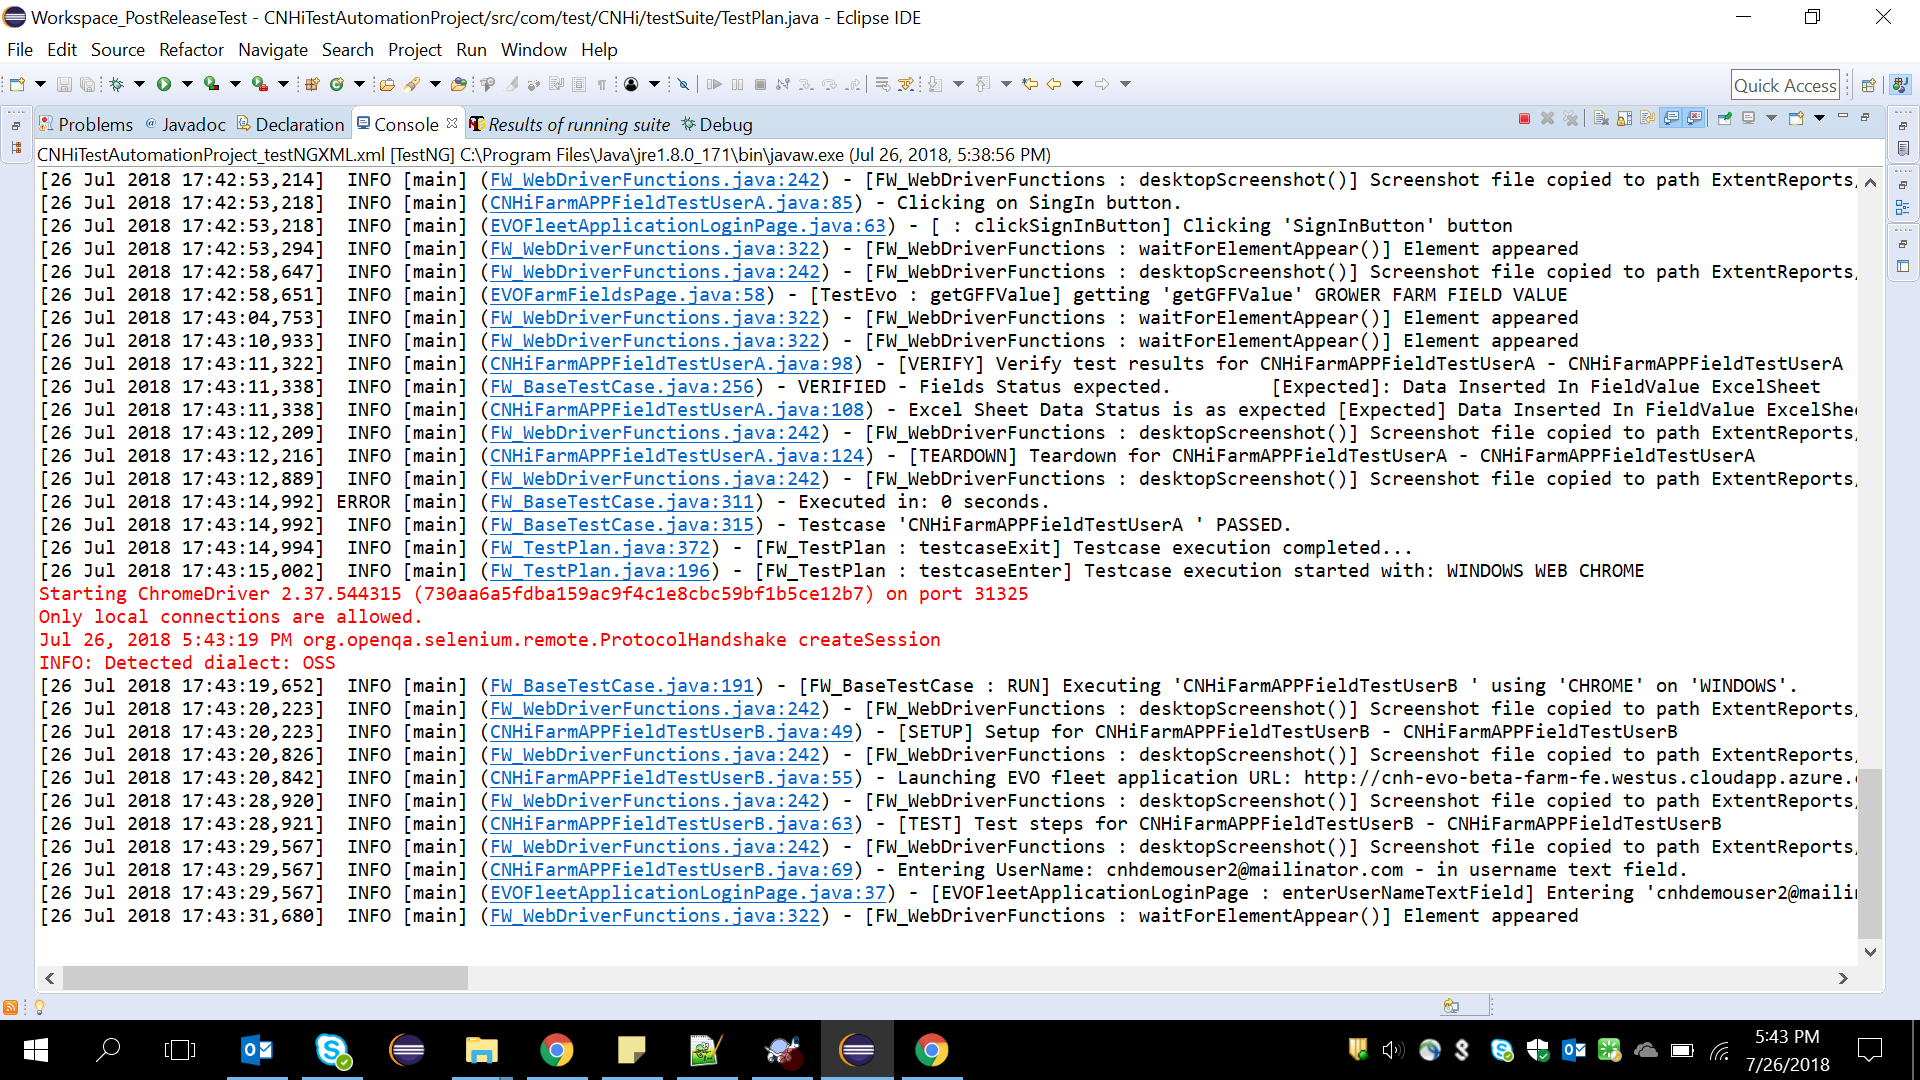 Workspace_PostReleaseTest - CNHiTestAutomationProject/src/com/test/CNHi/testSuite/TestPlan.java - Eclipse IDE
File Edit Source Refactor Navigate Search Project Run Window Help
Quick Access
Problems Javadoc Declaration Console Results of running suite Debug
CNHiTestAutomationProject_testNGXML.xml [TestNG] C:\Program Files\Java\jre1.8.0_171\bin\javaw.exe (Jul 26, 2018, 5:38:56 PM)
[26 Jul 2018 17:42:53,214]  INFO [main] (FW_WebDriverFunctions.java:242) - [FW_WebDriverFunctions : desktopScreenshot()] Screenshot file copied to path ExtentReports/
[26 Jul 2018 17:42:53,218]  INFO [main] (CNHiFarmAPPFieldTestUserA.java:85) - Clicking on SingIn button.
[26 Jul 2018 17:42:53,218]  INFO [main] (EVOFleetApplicationLoginPage.java:63) - [ : clickSignInButton] Clicking 'SignInButton' button
[26 Jul 2018 17:42:53,294]  INFO [main] (FW_WebDriverFunctions.java:322) - [FW_WebDriverFunctions : waitForElementAppear()] Element appeared
[26 Jul 2018 17:42:58,647]  INFO [main] (FW_WebDriverFunctions.java:242) - [FW_WebDriverFunctions : desktopScreenshot()] Screenshot file copied to path ExtentReports/
[26 Jul 2018 17:42:58,651]  INFO [main] (EVOFarmFieldsPage.java:58) - [TestEvo : getGFFValue] getting 'getGFFValue' GROWER FARM FIELD VALUE
[26 Jul 2018 17:43:04,753]  INFO [main] (FW_WebDriverFunctions.java:322) - [FW_WebDriverFunctions : waitForElementAppear()] Element appeared
[26 Jul 2018 17:43:10,933]  INFO [main] (FW_WebDriverFunctions.java:322) - [FW_WebDriverFunctions : waitForElementAppear()] Element appeared
[26 Jul 2018 17:43:11,322]  INFO [main] (CNHiFarmAPPFieldTestUserA.java:98) - [VERIFY] Verify test results for CNHiFarmAPPFieldTestUserA - CNHiFarmAPPFieldTestUserA
[26 Jul 2018 17:43:11,338]  INFO [main] (FW_BaseTestCase.java:256) - VERIFIED - Fields Status expected.         [Expected]: Data Inserted In FieldValue ExcelSheet
[26 Jul 2018 17:43:11,338]  INFO [main] (CNHiFarmAPPFieldTestUserA.java:108) - Excel Sheet Data Status is as expected [Expected] Data Inserted In FieldValue ExcelShe
[26 Jul 2018 17:43:12,209]  INFO [main] (FW_WebDriverFunctions.java:242) - [FW_WebDriverFunctions : desktopScreenshot()] Screenshot file copied to path ExtentReports/
[26 Jul 2018 17:43:12,216]  INFO [main] (CNHiFarmAPPFieldTestUserA.java:124) - [TEARDOWN] Teardown for CNHiFarmAPPFieldTestUserA - CNHiFarmAPPFieldTestUserA
[26 Jul 2018 17:43:12,889]  INFO [main] (FW_WebDriverFunctions.java:242) - [FW_WebDriverFunctions : desktopScreenshot()] Screenshot file copied to path ExtentReports/
[26 Jul 2018 17:43:14,992] ERROR [main] (FW_BaseTestCase.java:311) - Executed in: 0 seconds.
[26 Jul 2018 17:43:14,992]  INFO [main] (FW_BaseTestCase.java:315) - Testcase 'CNHiFarmAPPFieldTestUserA ' PASSED.
[26 Jul 2018 17:43:14,994]  INFO [main] (FW_TestPlan.java:372) - [FW_TestPlan : testcaseExit] Testcase execution completed...
[26 Jul 2018 17:43:15,002]  INFO [main] (FW_TestPlan.java:196) - [FW_TestPlan : testcaseEnter] Testcase execution started with: WINDOWS WEB CHROME
Starting ChromeDriver 2.37.544315 (730aa6a5fdba159ac9f4c1e8cbc59bf1b5ce12b7) on port 31325
Only local connections are allowed.
Jul 26, 2018 5:43:19 PM org.openqa.selenium.remote.ProtocolHandshake createSession
INFO: Detected dialect: OSS
[26 Jul 2018 17:43:19,652]  INFO [main] (FW_BaseTestCase.java:191) - [FW_BaseTestCase : RUN] Executing 'CNHiFarmAPPFieldTestUserB ' using 'CHROME' on 'WINDOWS'.
[26 Jul 2018 17:43:20,223]  INFO [main] (FW_WebDriverFunctions.java:242) - [FW_WebDriverFunctions : desktopScreenshot()] Screenshot file copied to path ExtentReports/
[26 Jul 2018 17:43:20,223]  INFO [main] (CNHiFarmAPPFieldTestUserB.java:49) - [SETUP] Setup for CNHiFarmAPPFieldTestUserB - CNHiFarmAPPFieldTestUserB
[26 Jul 2018 17:43:20,826]  INFO [main] (FW_WebDriverFunctions.java:242) - [FW_WebDriverFunctions : desktopScreenshot()] Screenshot file copied to path ExtentReports/
[26 Jul 2018 17:43:20,842]  INFO [main] (CNHiFarmAPPFieldTestUserB.java:55) - Launching EVO fleet application URL: http://cnh-evo-beta-farm-fe.westus.cloudapp.azure.
[26 Jul 2018 17:43:28,920]  INFO [main] (FW_WebDriverFunctions.java:242) - [FW_WebDriverFunctions : desktopScreenshot()] Screenshot file copied to path ExtentReports/
[26 Jul 2018 17:43:28,921]  INFO [main] (CNHiFarmAPPFieldTestUserB.java:63) - [TEST] Test steps for CNHiFarmAPPFieldTestUserB - CNHiFarmAPPFieldTestUserB
[26 Jul 2018 17:43:29,567]  INFO [main] (FW_WebDriverFunctions.java:242) - [FW_WebDriverFunctions : desktopScreenshot()] Screenshot file copied to path ExtentReports/
[26 Jul 2018 17:43:29,567]  INFO [main] (CNHiFarmAPPFieldTestUserB.java:69) - Entering UserName: cnhdemouser2@mailinator.com - in username text field.
[26 Jul 2018 17:43:29,567]  INFO [main] (EVOFleetApplicationLoginPage.java:37) - [EVOFleetApplicationLoginPage : enterUserNameTextField] Entering 'cnhdemouser2@mailin
[26 Jul 2018 17:43:31,680]  INFO [main] (FW_WebDriverFunctions.java:322) - [FW_WebDriverFunctions : waitForElementAppear()] Element appeared
5:43 PM
7/26/2018